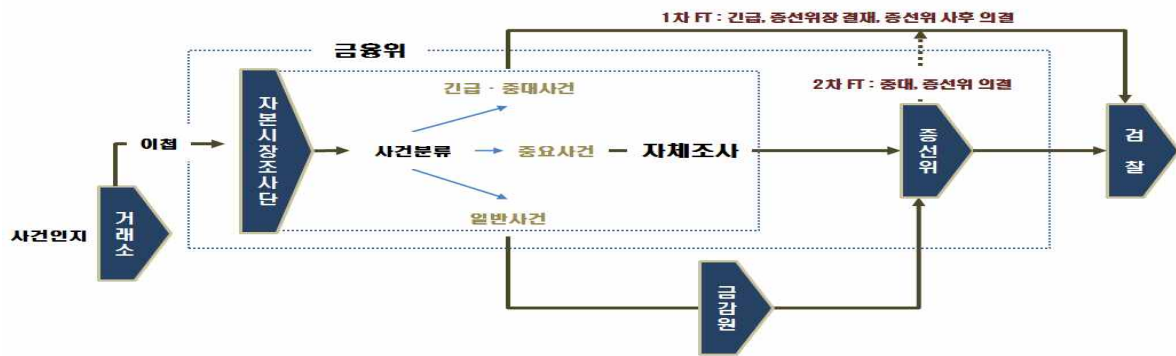 1차 FT : 긴급, 증선위장 결재, 증선위 사후 의결
금융위
긴급 · 중대사건
2차 FT : 중대, 증선위 의결
자본시장조사단
이첩
사건분류
중요사건
자체조사
증선위
검찰
일반사건
사건인지
거래소
금감원